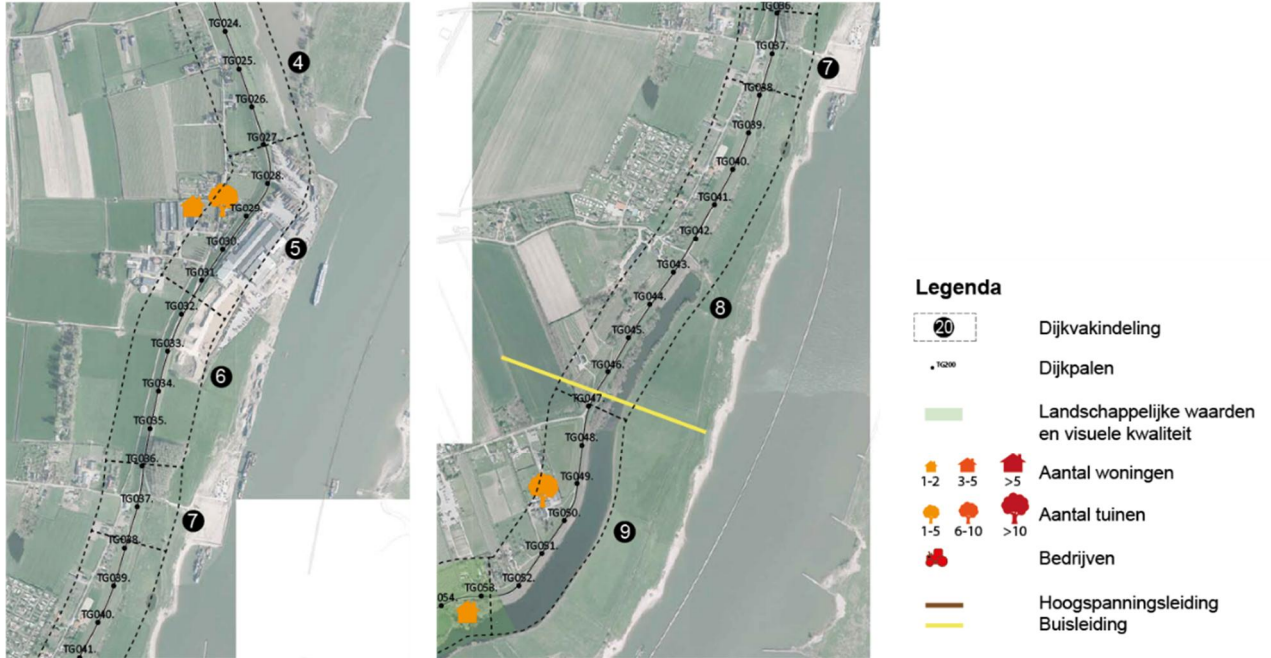 TG024.
4
TG025.
TG026.
TG027.
TG028.
TG029.
5
TG030.
TG031.
TG032.
TG033.
6
TG034.
TG035.
TG036.
TG037.
7
TG038.
TG039.
TG040.
TG041.
TG036.
TG037.
7
TG038.
TG039.
TG040.
TG041.
TG042.
TG043.
8
TG044.
TG045.
TG046.
TG047.
TG048.
TG049.
TG050.
9
TG051.
TG052.
TG053.
054.
Legenda
20 Dijkvakindeling
TG200 Dijkpalen
Landschappelijke waarden
en visuele kwaliteit
1-2 3-5 >5 Aantal woningen
1-5 6-10 >10 Aantal tuinen
Bedrijven
Hoogspanningsleiding
Buisleiding